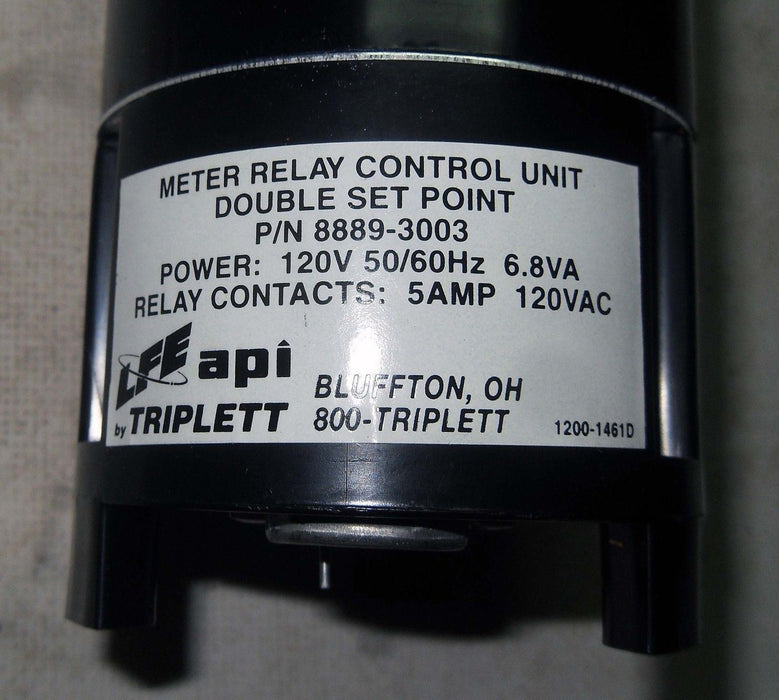 METER RELAY CONTROL UNIT
DOUBLE SET POINT
P/N 8889-3003
POWER: 120V 50/60Hz 6.8VA
RELAY CONTACTS: 5AMP 120VAC
LFE api
by TRIPLETT
BLUFFTON, OH
800-TRIPLETT
1200-1461D